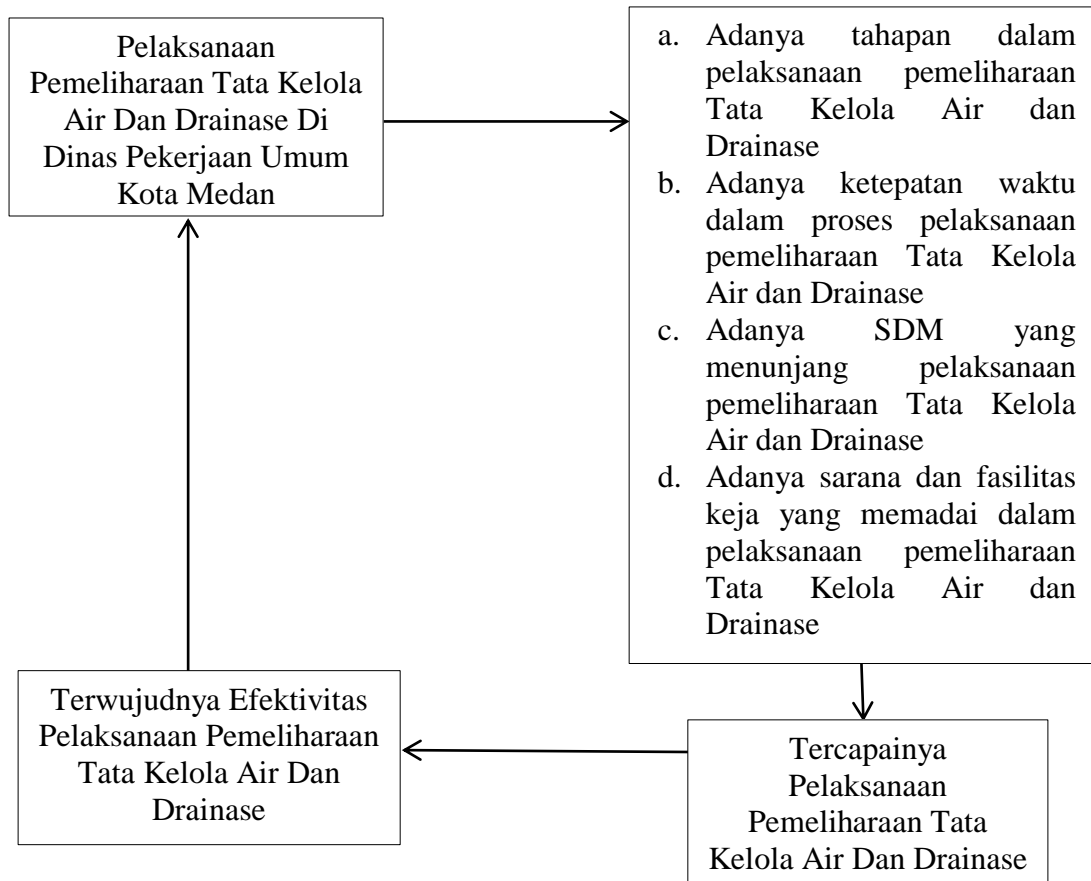 Pelaksanaan
Pemeliharaan Tata Kelola
Air Dan Drainase Di
Dinas Pekerjaan Umum
Kota Medan
a. Adanya tahapan dalam
pelaksanaan pemeliharaan
Tata Kelola Air dan
Drainase
b. Adanya ketepatan waktu
dalam proses pelaksanaan
pemeliharaan Tata Kelola
Air dan Drainase
c. Adanya SDM yang
menunjang pelaksanaan
pemeliharaan Tata Kelola
Air dan Drainase
d. Adanya sarana dan fasilitas
keja yang memadai dalam
pelaksanaan pemeliharaan
Tata Kelola Air dan
Drainase
Tercapainya
Pelaksanaan
Pemeliharaan Tata
Kelola Air Dan Drainase
Terwujudnya Efektivitas
Pelaksanaan Pemeliharaan
Tata Kelola Air Dan
Drainase